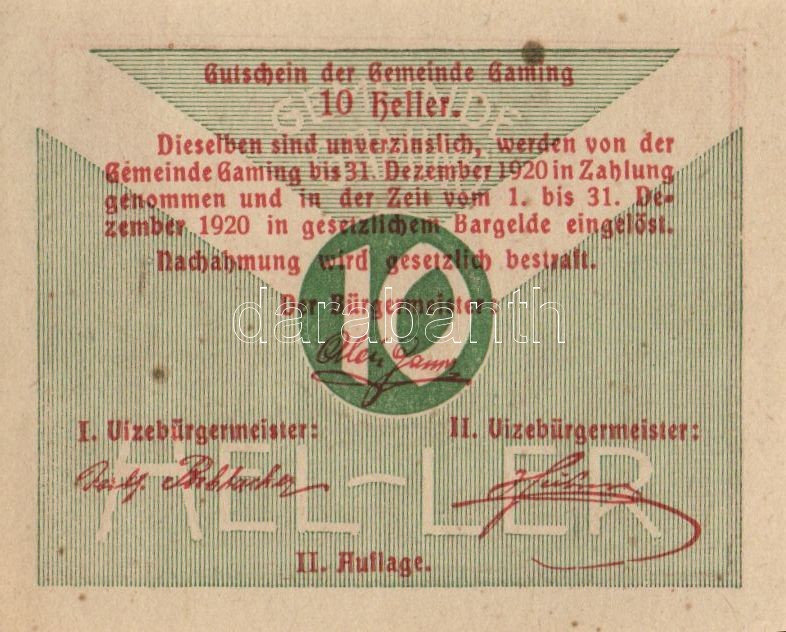 Gutschein der Gemeinde Gaming
10 Heller.
GEMEINDE
Dieselben sind unverzinslich, werden von der
Gemeinde Gaming bis 31. Dezember 1920 in Zahlung
genommen und in der Zeit vom 1. bis 31. De-
zember 1920 in gesetzlichem Bargelde eingelöst.
Nachahmung wird gesetzlich bestraft.
10
Der Bürgermeister:
darabanth
I. Vizebürgermeister: II. Vizebürgermeister:
HEL-LER
II. Auflage.